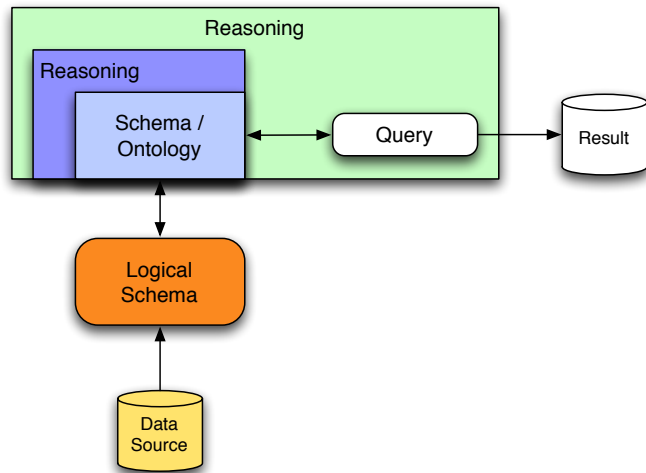 Reasoning
Reasoning
Schema /
Ontology
Query
Result
Logical
Schema
Data
Source